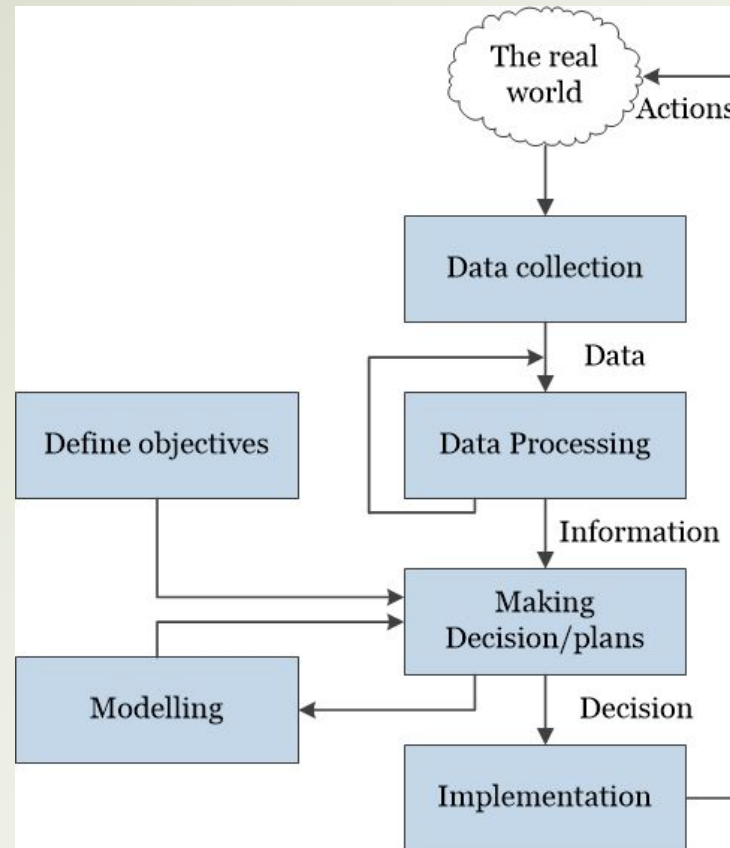 The real
world
Actions
Data collection
Data
Define objectives
Data Processing
Information
Making
Decision/plans
Modelling
Decision
Implementation